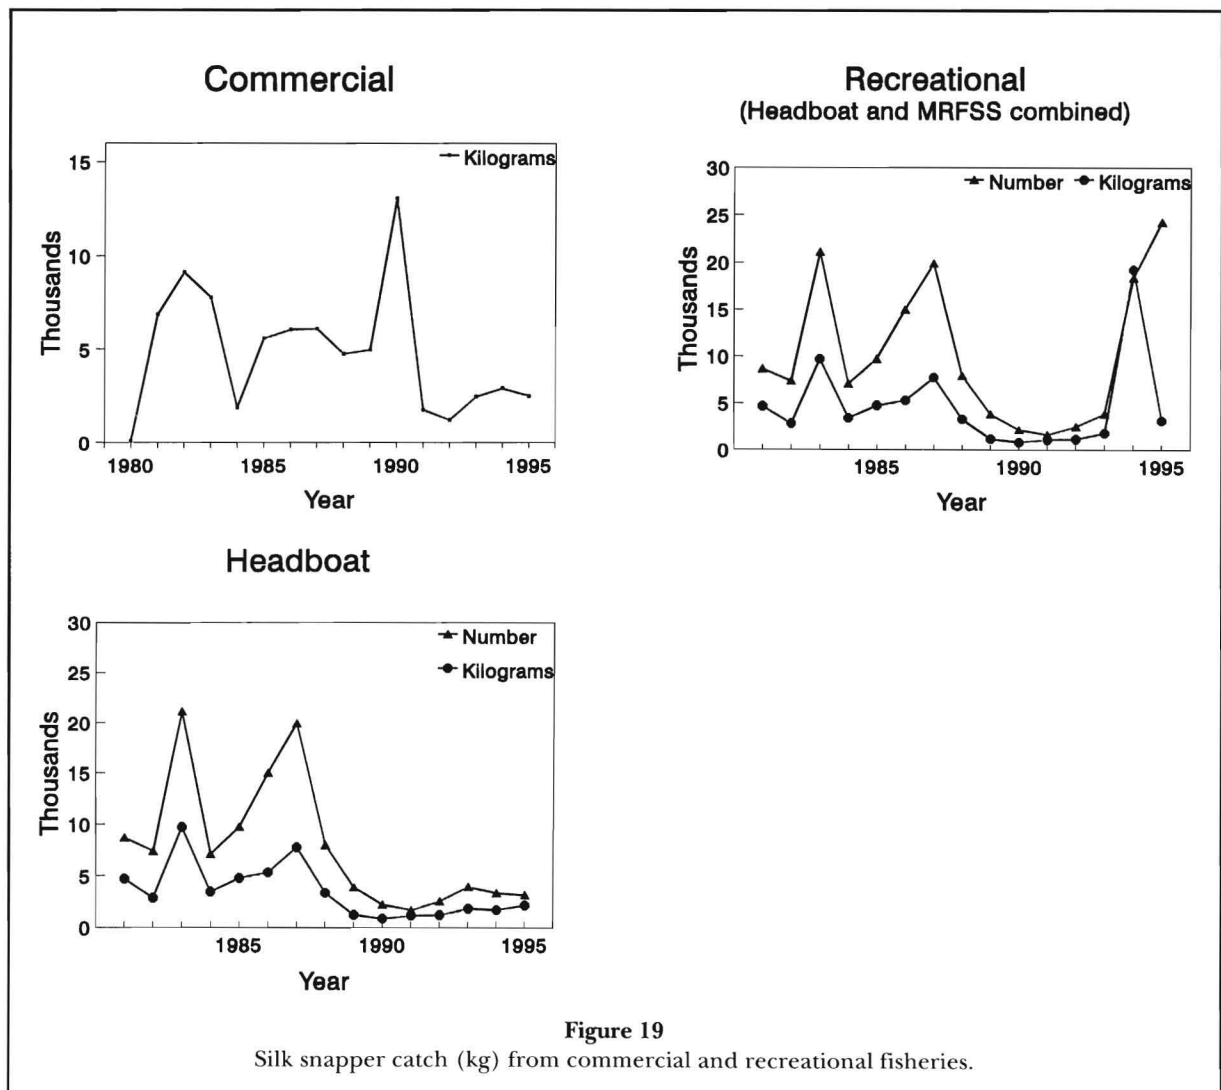 Commercial
Kilograms
15
10
5
0
Thousands
1980 1985 1990 1995
Year
Recreational
(Headboat and MRFSS combined)
Number Kilograms
30
25
20
15
10
5
0
Thousands
1985 1990 1995
Year
Headboat
Number
Kilograms
30
25
20
15
10
5
0
Thousands
1985 1990 1995
Year
Figure 19
Silk snapper catch (kg) from commercial and recreational fisheries.